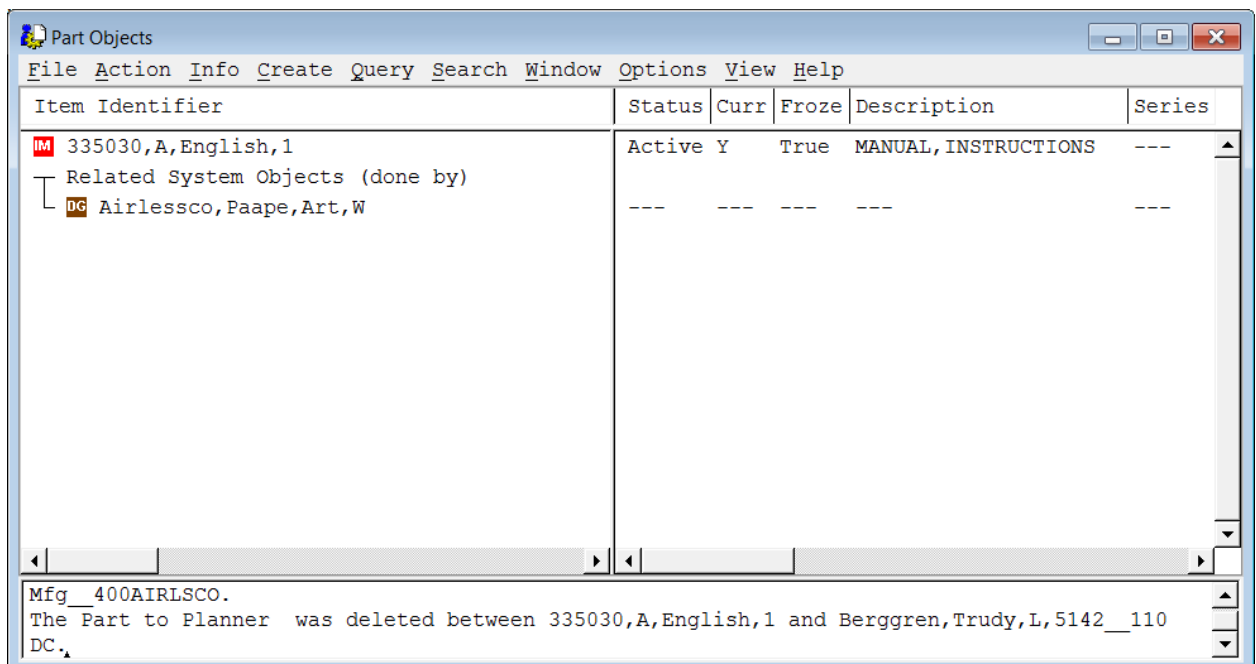 Part Objects
File Action Info Create Query Search Window Options View Help
Item Identifier Status Curr Froze Description Series
IM 335030,A,English,1 Active Y True MANUAL,INSTRUCTIONS ---
Related System Objects (done by)
DG Airlessco,Paape,Art,W --- --- --- --- ---
Mfg__400AIRLSCO.
The Part to Planner  was deleted between 335030,A,English,1 and Berggren,Trudy,L,5142__110
DC.